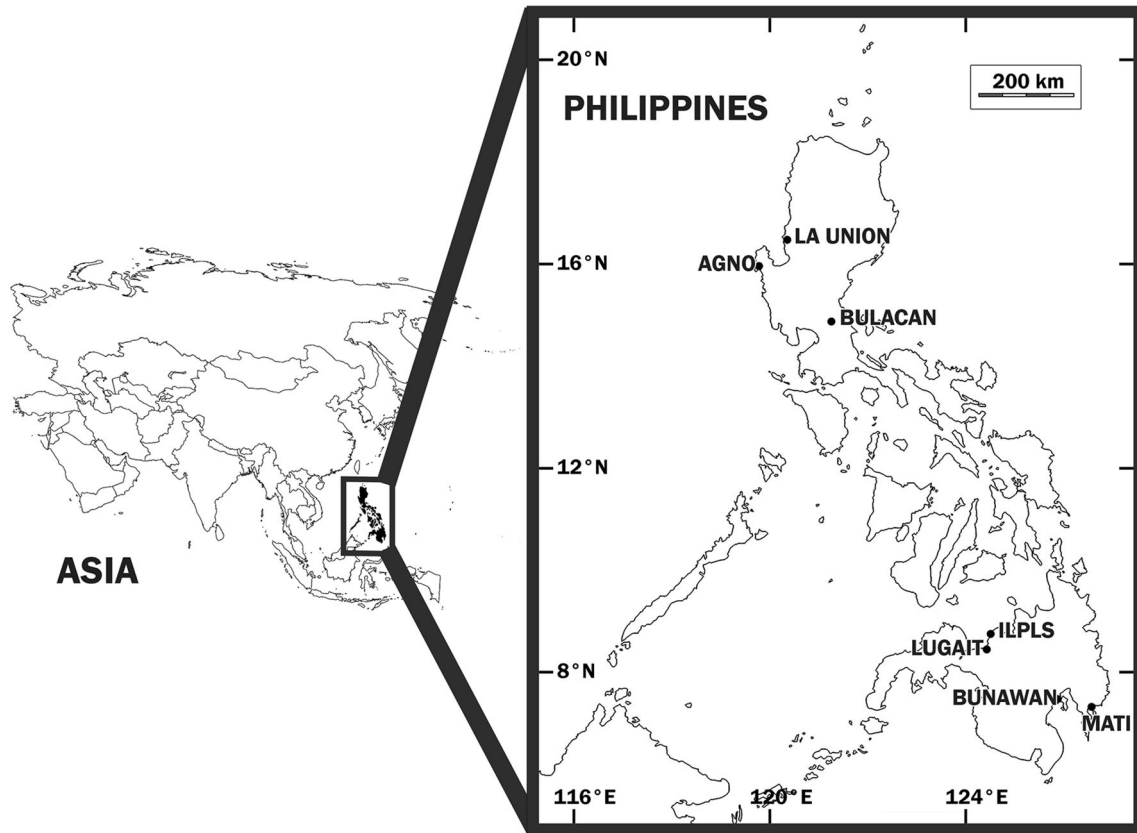 20°N
200 km
PHILIPPINES
LA UNION
AGNO
16°N
BULACAN
12°N
ASIA
ILPLS
LUGAIT
8°N
BUNAWAN
MATI
116°E
120°E
124°E